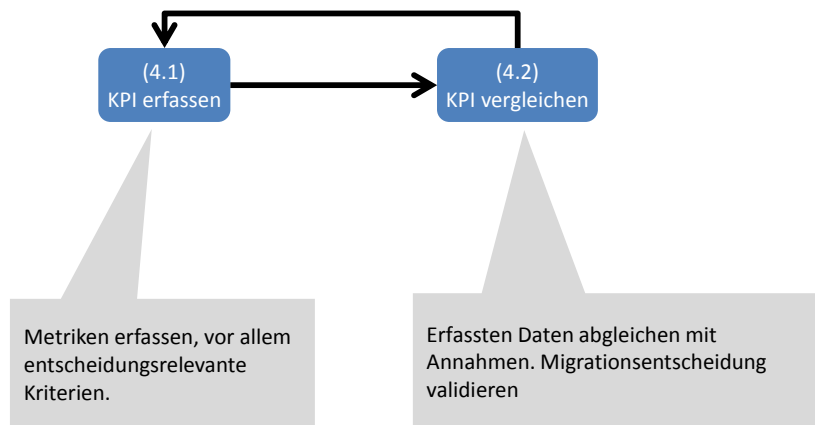 (4.1)
KPI erfassen
(4.2)
KPI vergleichen
Metriken erfassen, vor allem
entscheidungsrelevante
Kriterien.
Erfassten Daten abgleichen mit
Annahmen. Migrationsentscheidung
validieren